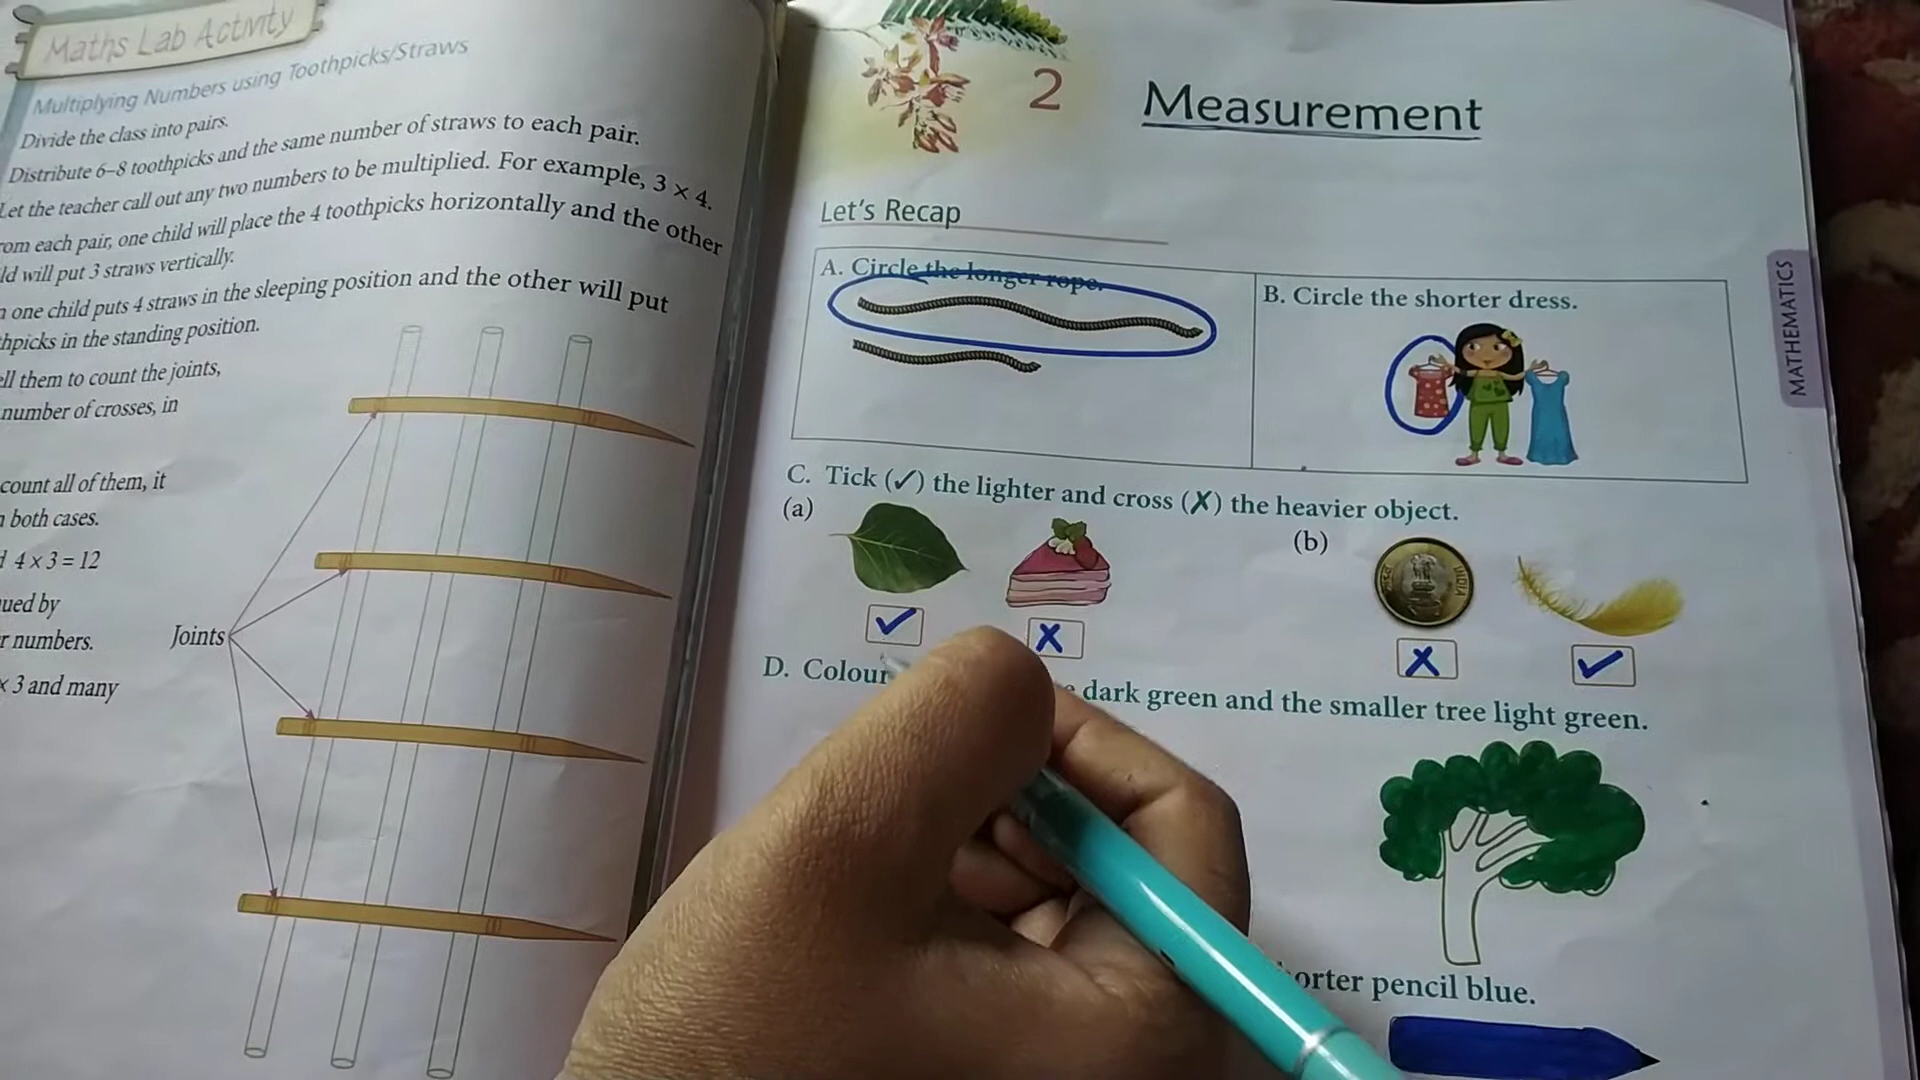 Maths Lab Activity
Multiplying Numbers using Toothpicks/Straws
Divide the class into pairs.
Distribute 6–8 toothpicks and the same number of straws to each pair.
Let the teacher call out any two numbers to be multiplied. For example, 3 × 4.
rom each pair, one child will place the 4 toothpicks horizontally and the other
ld will put 3 straws vertically.
one child puts 4 straws in the sleeping position and the other will put
thpicks in the standing position.
ell them to count the joints,
number of crosses, in
count all of them, it
both cases.
4 × 3 = 12
ued by
r numbers.
× 3 and many
Joints
2
Measurement
Let's Recap
A. Circle the longer rope.
B. Circle the shorter dress.
C. Tick (✓) the lighter and cross (✗) the heavier object.
(a)
(b)
✓
X
X
✓
D. Colour
dark green and the smaller tree light green.
orter pencil blue.
MATHEMATICS
INDIA